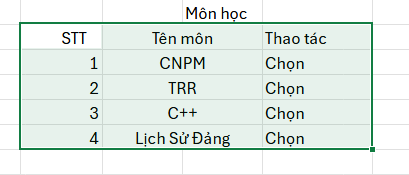 Môn học
STT Tên môn Thao tác
1 CNPM Chọn
2 TRR Chọn
3 C++ Chọn
4 Lịch Sử Đảng Chọn